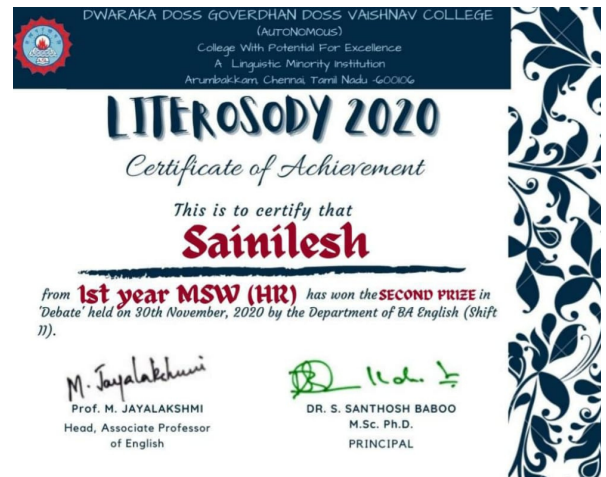 DWARAKA DOSS GOVERDHAN DOSS VAISHNAV COLLEGE
(AUTONOMOUS)
College With Potential For Excellence
A Linguistic Minority Institution
Arumbakkam, Chennai, Tamil Nadu -600106
LITEROSODY 2020
Certificate of Achievement
This is to certify that
Sainilesh
from 1st year MSW (HR) has won the SECOND PRIZE in
'Debate' held on 30th November, 2020 by the Department of BA English (Shift
II).
M. Jayalakshmi
Prof. M. JAYALAKSHMI
Head, Associate Professor
of English
DR. S. SANTHOSH BABOO
M.Sc. Ph.D.
PRINCIPAL